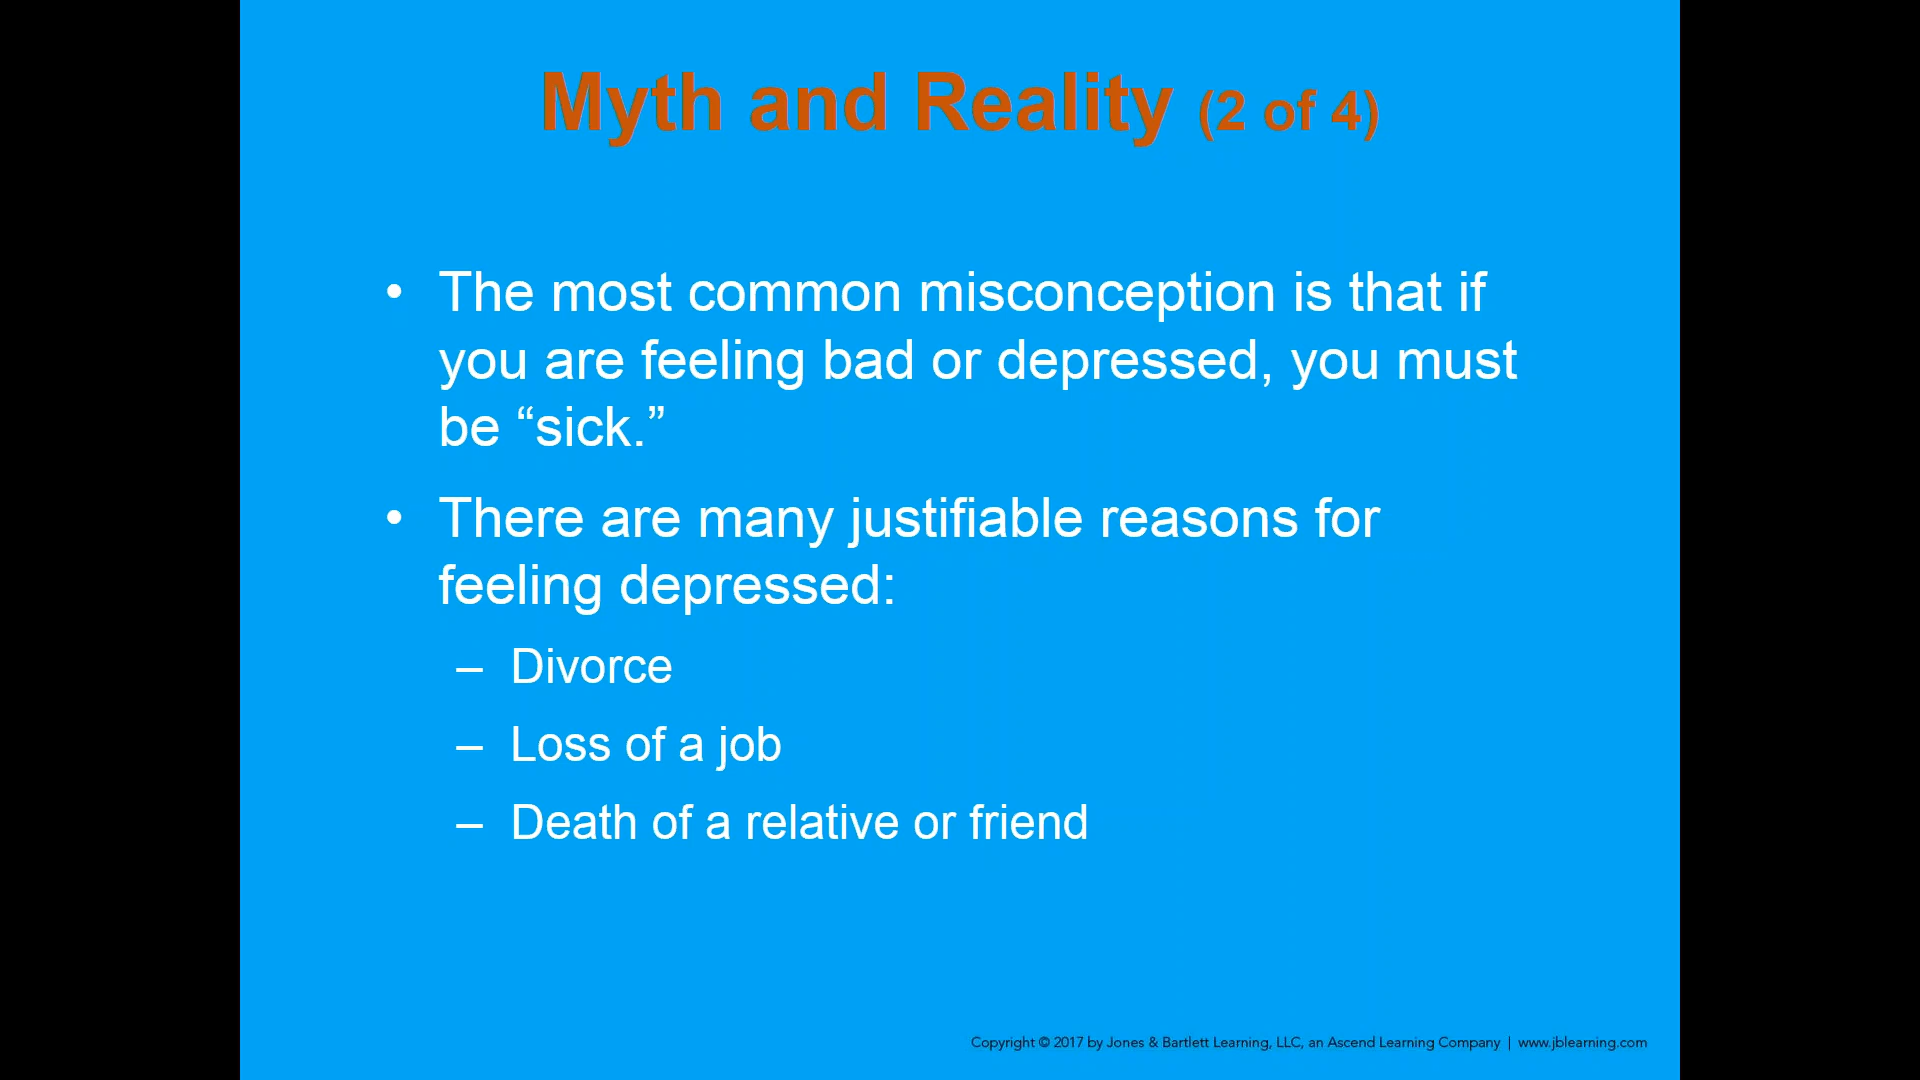 Myth and Reality (2 of 4)
• The most common misconception is that if
you are feeling bad or depressed, you must
be “sick.”
• There are many justifiable reasons for
feeling depressed:
– Divorce
– Loss of a job
– Death of a relative or friend
Copyright © 2017 by Jones & Bartlett Learning, LLC, an Ascend Learning Company | www.jblearning.com